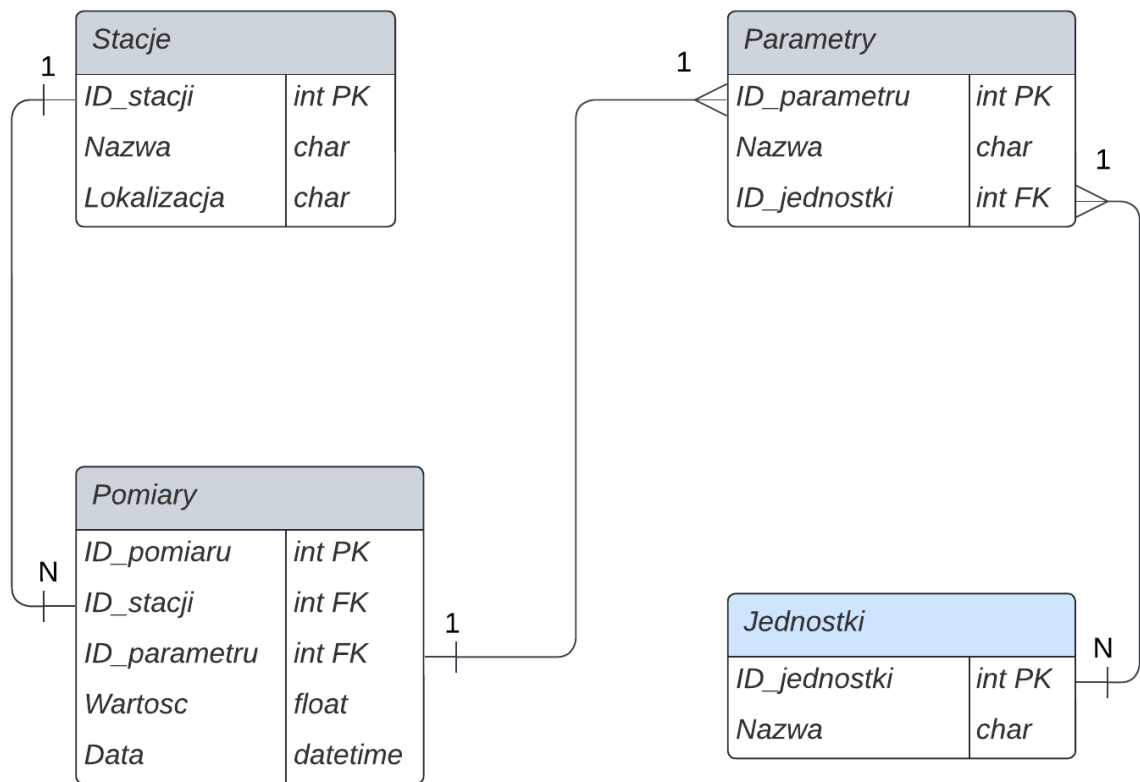 Stacje
1
ID_stacji int PK
Nazwa char
Lokalizacja char
Parametry
1
ID_parametru int PK
Nazwa char
1
ID_jednostki int FK
Pomiary
ID_pomiaru int PK
N
ID_stacji int FK
1
ID_parametru int FK
Wartosc float
Data datetime
Jednostki
N
ID_jednostki int PK
Nazwa char